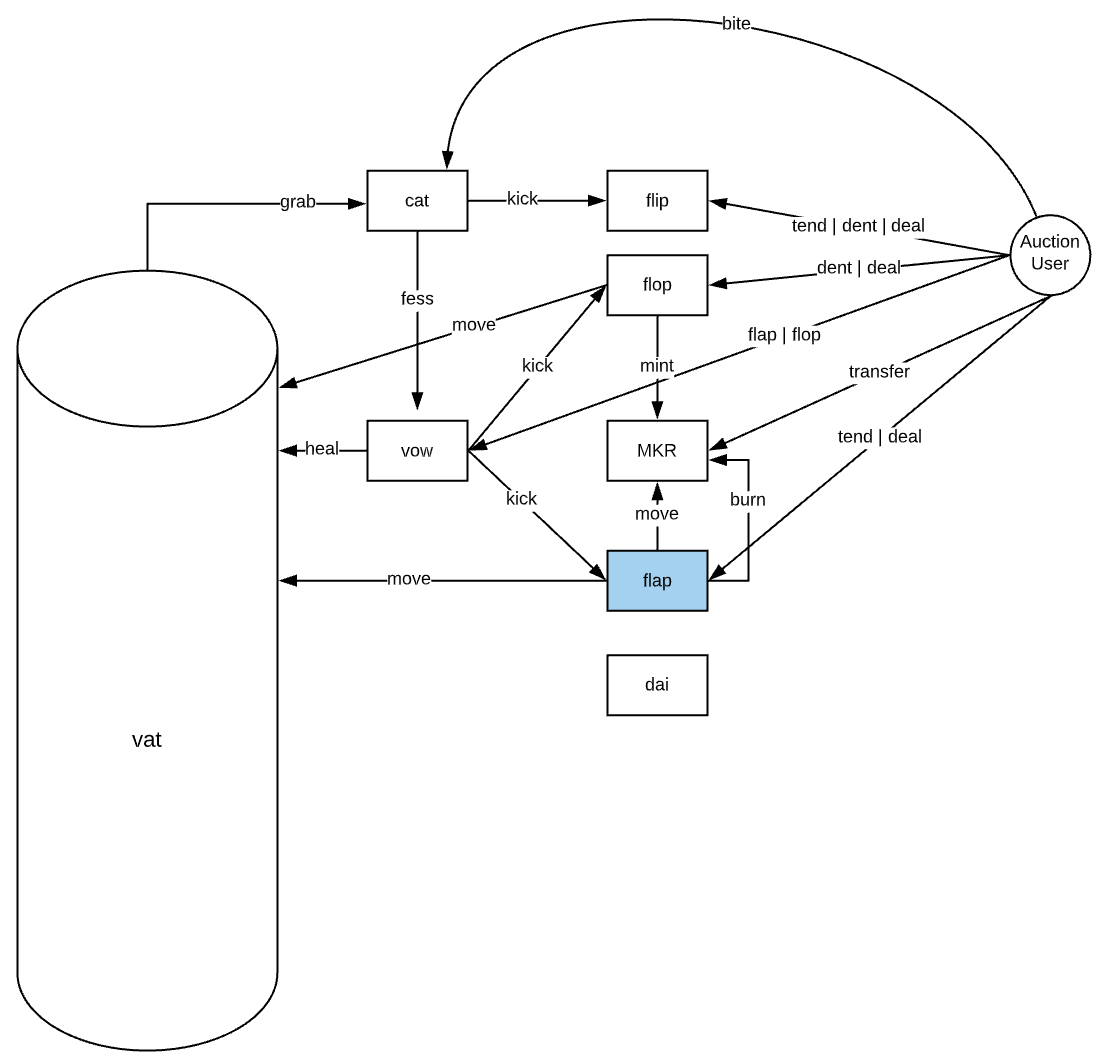 bite
grab
cat
kick
flip
tend | dent | deal
Auction
User
dent | deal
flop
fess
move
flap | flop
kick
mint
transfer
tend | deal
heal
vow
MKR
kick
burn
move
move
flap
dai
vat